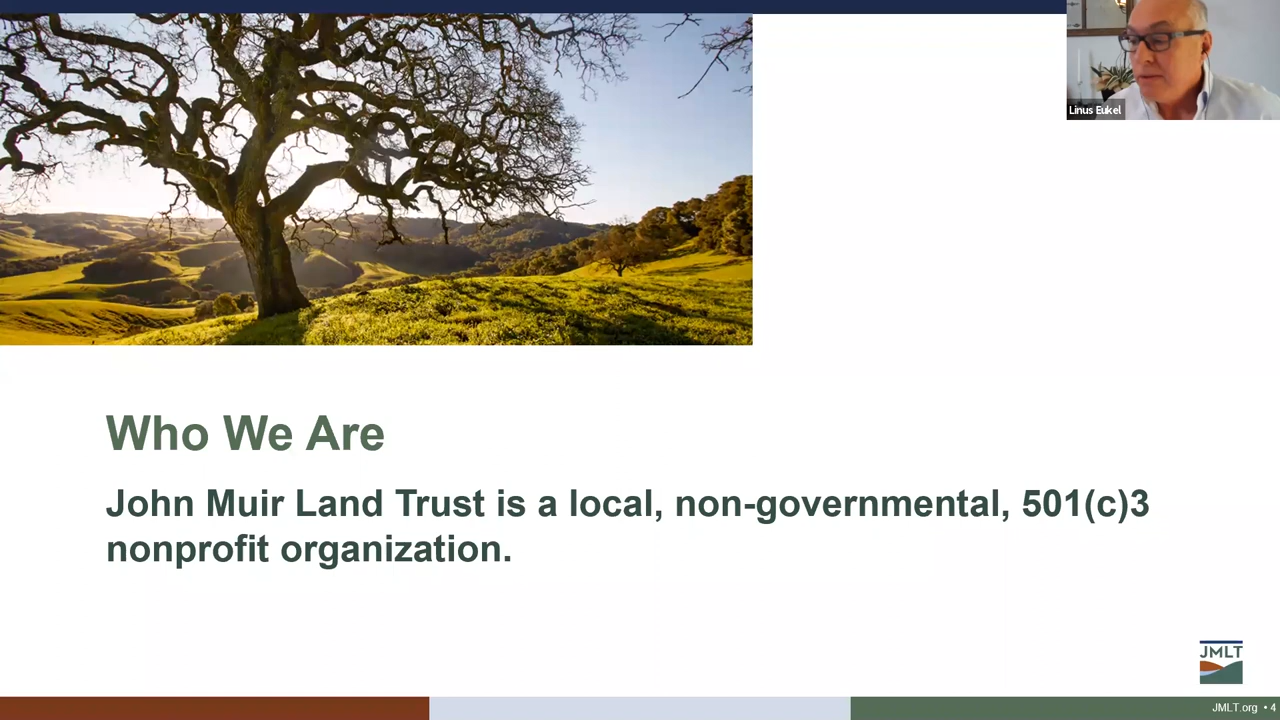 Linus Eukel
Who We Are
John Muir Land Trust is a local, non-governmental, 501(c)3
nonprofit organization.
JMLT
JMLT.org • 4